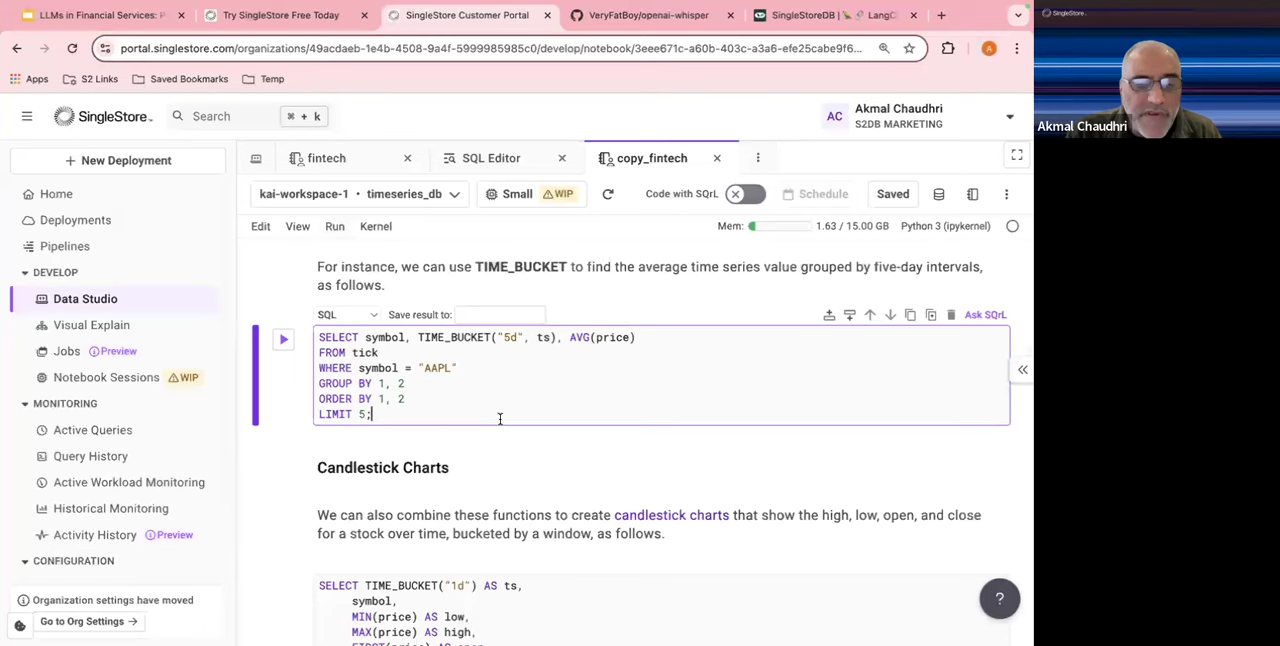 LLMs in Financial Services: P
Try SingleStore Free Today
SingleStore Customer Portal
VeryFatBoy/openai-whisper
SingleStoreDB | 🦜🔗 LangC
SingleStore
portal.singlestore.com/organizations/49acdaeb-1e4b-4508-9a4f-5999985985c0/develop/notebook/3eee671c-a60b-403c-a3a6-efe25cabe9f6...
A
Apps
S2 Links
Saved Bookmarks
Temp
SingleStore
Search
⌘ + k
AC
Akmal Chaudhri
S2DB MARKETING
Akmal Chaudhri
+ New Deployment
Home
Deployments
Pipelines
DEVELOP
Data Studio
Visual Explain
Jobs Preview
Notebook Sessions WIP
MONITORING
Active Queries
Query History
Active Workload Monitoring
Historical Monitoring
Activity History Preview
CONFIGURATION
Organization settings have moved
Go to Org Settings →
fintech
SQL Editor
copy_fintech
kai-workspace-1 • timeseries_db
Small WIP
Code with SQrL
Schedule
Saved
Edit View Run Kernel
Mem: 1.63 / 15.00 GB Python 3 (ipykernel)
For instance, we can use TIME_BUCKET to find the average time series value grouped by five-day intervals,
as follows.
SQL Save result to:
Ask SQrL
SELECT symbol, TIME_BUCKET("5d", ts), AVG(price)
FROM tick
WHERE symbol = "AAPL"
GROUP BY 1, 2
ORDER BY 1, 2
LIMIT 5;
Candlestick Charts
We can also combine these functions to create candlestick charts that show the high, low, open, and close
for a stock over time, bucketed by a window, as follows.
SELECT TIME_BUCKET("1d") AS ts,
symbol,
MIN(price) AS low,
MAX(price) AS high,
?